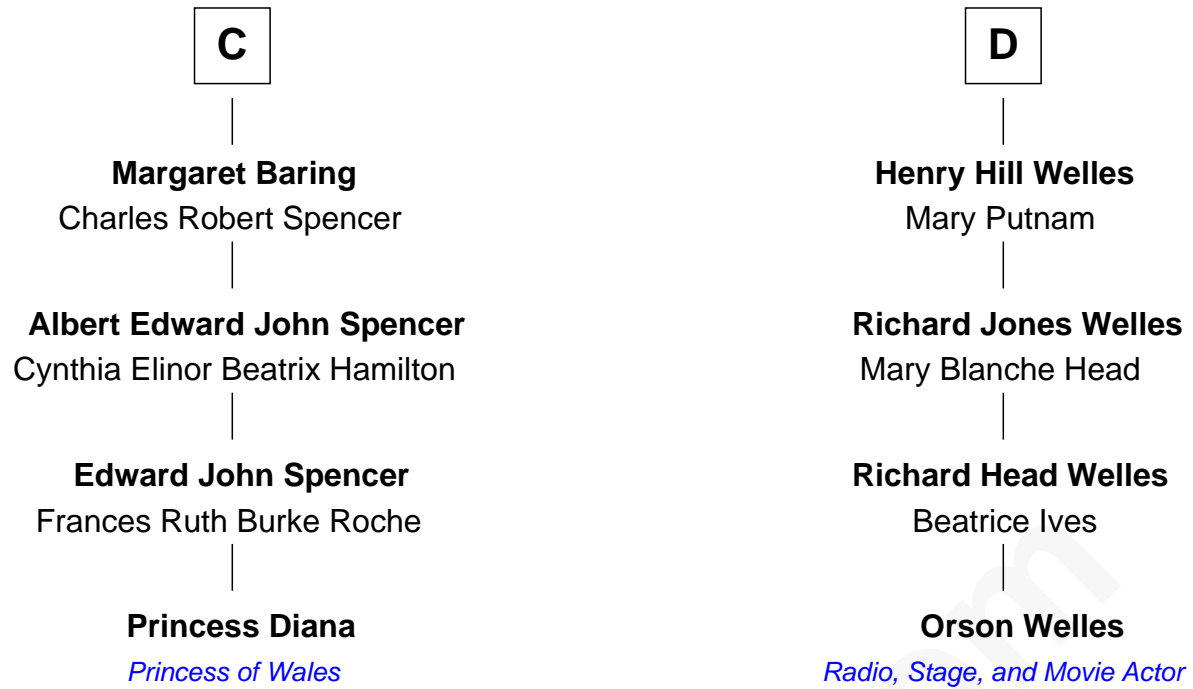 C
Margaret Baring
Charles Robert Spencer
Albert Edward John Spencer
Cynthia Elinor Beatrix Hamilton
Edward John Spencer
Frances Ruth Burke Roche
Princess Diana
Princess of Wales
D
Henry Hill Welles
Mary Putnam
Richard Jones Welles
Mary Blanche Head
Richard Head Welles
Beatrice Ives
Orson Welles
Radio, Stage, and Movie Actor